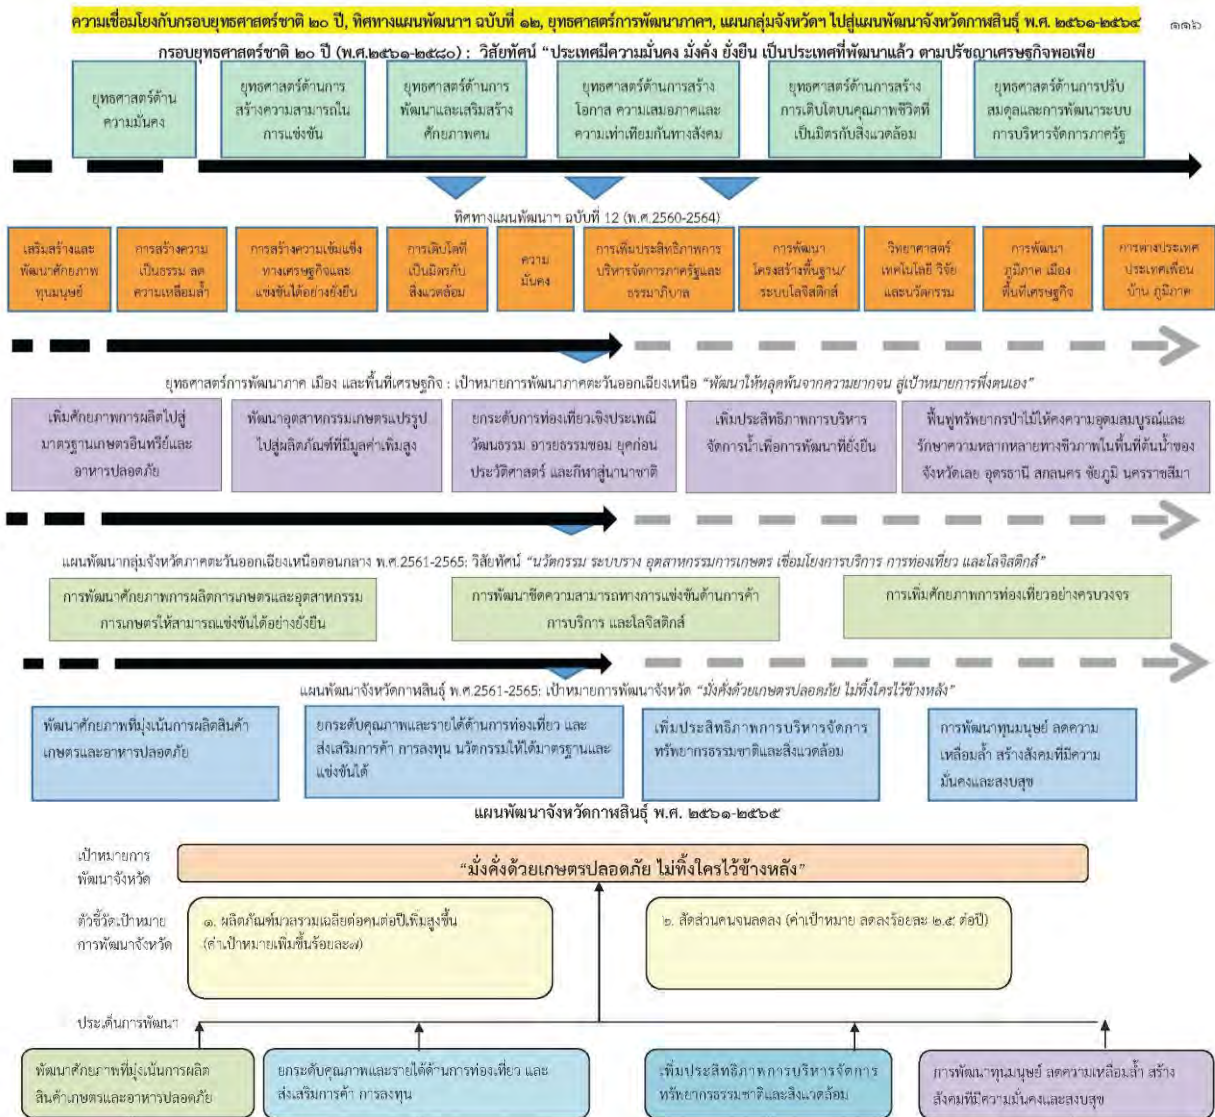 ความเชื่อมโยงกับกรอบยุทธศาสตร์ชาติ ๒๐ ปี, ทิศทางแผนพัฒนาฯ ฉบับที่ ๑๒, ยุทธศาสตร์การพัฒนาภาคฯ, แผนกลุ่มจังหวัดฯ ไปสู่แผนพัฒนาจังหวัดกาฬสินธุ์ พ.ศ. ๒๕๖๑-๒๕๖๔
๑๑๖
กรอบยุทธศาสตร์ชาติ ๒๐ ปี (พ.ศ.๒๕๖๑-๒๕๘๐) : วิสัยทัศน์ "ประเทศมีความมั่นคง มั่งคั่ง ยั่งยืน เป็นประเทศที่พัฒนาแล้ว ตามปรัชญาเศรษฐกิจพอเพีย
ยุทธศาสตร์ด้าน
ความมั่นคง
ยุทธศาสตร์ด้านการ
สร้างความสามารถใน
การแข่งขัน
ยุทธศาสตร์ด้านการ
พัฒนาและเสริมสร้าง
ศักยภาพคน
ยุทธศาสตร์ด้านการสร้าง
โอกาส ความเสมอภาคและ
ความเท่าเทียมกันทางสังคม
ยุทธศาสตร์ด้านการสร้าง
การเติบโตบนคุณภาพชีวิตที่
เป็นมิตรกับสิ่งแวดล้อม
ยุทธศาสตร์ด้านการปรับ
สมดุลและการพัฒนาระบบ
การบริหารจัดการภาครัฐ
ทิศทางแผนพัฒนาฯ ฉบับที่ 12 (พ.ศ.2560-2564)
เสริมสร้างและ
พัฒนาศักยภาพ
ทุนมนุษย์
การสร้างความ
เป็นธรรม ลด
ความเหลื่อมล้ำ
การสร้างความเข้มแข็ง
ทางเศรษฐกิจและ
แข่งขันได้อย่างยั่งยืน
การเติบโตที่
เป็นมิตรกับ
สิ่งแวดล้อม
ความ
มั่นคง
การเพิ่มประสิทธิภาพการ
บริหารจัดการภาครัฐและ
ธรรมาภิบาล
การพัฒนา
โครงสร้างพื้นฐาน/
ระบบโลจิสติกส์
วิทยาศาสตร์
เทคโนโลยี วิจัย
และนวัตกรรม
การพัฒนา
ภูมิภาค เมือง
พื้นที่เศรษฐกิจ
การต่างประเทศ
ประเทศเพื่อน
บ้าน ภูมิภาค
ยุทธศาสตร์การพัฒนาภาค เมือง และพื้นที่เศรษฐกิจ : เป้าหมายการพัฒนาภาคตะวันออกเฉียงเหนือ "พัฒนาให้หลุดพ้นจากความยากจน สู่เป้าหมายการพึ่งตนเอง"
เพิ่มศักยภาพการผลิตไปสู่
มาตรฐานเกษตรอินทรีย์และ
อาหารปลอดภัย
พัฒนาอุตสาหกรรมเกษตรแปรรูป
ไปสู่ผลิตภัณฑ์ที่มีมูลค่าเพิ่มสูง
ยกระดับการท่องเที่ยวเชิงประเพณี
วัฒนธรรม อารยธรรมขอม ยุคก่อน
ประวัติศาสตร์ และกีฬาสู่นานาชาติ
เพิ่มประสิทธิภาพการบริหาร
จัดการน้ำเพื่อการพัฒนาที่ยั่งยืน
ฟื้นฟูทรัพยากรป่าไม้ให้คงความอุดมสมบูรณ์และ
รักษาความหลากหลายทางชีวภาพในพื้นที่ต้นน้ำของ
จังหวัดเลย อุดรธานี สกลนคร ชัยภูมิ นครราชสีมา
แผนพัฒนากลุ่มจังหวัดภาคตะวันออกเฉียงเหนือตอนกลาง พ.ศ.2561-2565: วิสัยทัศน์ "นวัตกรรม ระบบราง อุตสาหกรรมการเกษตร เชื่อมโยงการบริการ การท่องเที่ยว และโลจิสติกส์"
การพัฒนาศักยภาพการผลิตการเกษตรและอุตสาหกรรม
การเกษตรให้สามารถแข่งขันได้อย่างยั่งยืน
การพัฒนาขีดความสามารถทางการแข่งขันด้านการค้า
การบริการ และโลจิสติกส์
การเพิ่มศักยภาพการท่องเที่ยวอย่างครบวงจร
แผนพัฒนาจังหวัดกาฬสินธุ์ พ.ศ.2561-2565: เป้าหมายการพัฒนาจังหวัด "มั่งคั่งด้วยเกษตรปลอดภัย ไม่ทิ้งใครไว้ข้างหลัง"
พัฒนาศักยภาพที่มุ่งเน้นการผลิตสินค้า
เกษตรและอาหารปลอดภัย
ยกระดับคุณภาพและรายได้ด้านการท่องเที่ยว และ
ส่งเสริมการค้า การลงทุน นวัตกรรมให้ได้มาตรฐานและ
แข่งขันได้
เพิ่มประสิทธิภาพการบริหารจัดการ
ทรัพยากรธรรมชาติและสิ่งแวดล้อม
การพัฒนาทุนมนุษย์ ลดความ
เหลื่อมล้ำ สร้างสังคมที่มีความ
มั่นคงและสงบสุข
แผนพัฒนาจังหวัดกาฬสินธุ์ พ.ศ. ๒๕๖๑-๒๕๖๕
เป้าหมายการ
พัฒนาจังหวัด
"มั่งคั่งด้วยเกษตรปลอดภัย ไม่ทิ้งใครไว้ข้างหลัง"
ตัวชี้วัดเป้าหมาย
การพัฒนาจังหวัด
๑. ผลิตภัณฑ์มวลรวมเฉลี่ยต่อคนต่อปีเพิ่มสูงขึ้น
(ค่าเป้าหมายเพิ่มขึ้นร้อยละ๗)
๒. สัดส่วนคนจนลดลง (ค่าเป้าหมาย ลดลงร้อยละ ๒.๕ ต่อปี)
ประเด็นการพัฒนา
พัฒนาศักยภาพที่มุ่งเน้นการผลิต
สินค้าเกษตรและอาหารปลอดภัย
ยกระดับคุณภาพและรายได้ด้านการท่องเที่ยว และ
ส่งเสริมการค้า การลงทุน
เพิ่มประสิทธิภาพการบริหารจัดการ
ทรัพยากรธรรมชาติและสิ่งแวดล้อม
การพัฒนาทุนมนุษย์ ลดความเหลื่อมล้ำ สร้าง
สังคมที่มีความมั่นคงและสงบสุข